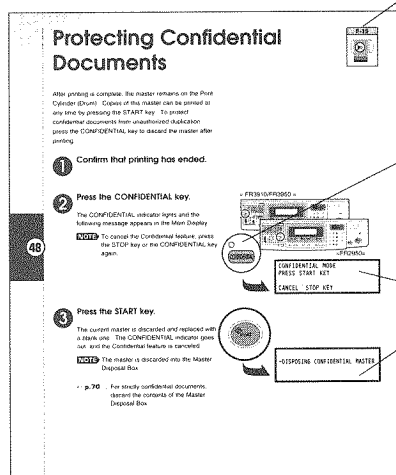 Protecting Confidential
Documents
After printing is complete, the master remains on the Print
Cylinder (Drum). Copies of this master can be printed at
any time by pressing the START key. To protect
confidential documents from unauthorized duplication
press the CONFIDENTIAL key to discard the master after
printing
1 Confirm that printing has ended.
2 Press the CONFIDENTIAL key.
The CONFIDENTIAL indicator lights and the
following message appears in the Main Display
NOTE To cancel the Confidential feature, press
the STOP key or the CONFIDENTIAL key
again.
« FR3910/FR3950 »
«FR2950»
CONFIDENTIAL
CONFIDENTIAL MODE
PRESS START KEY
CANCEL STOP KEY
48
3 Press the START key.
The current master is discarded and replaced with
a blank one. The CONFIDENTIAL indicator goes
out and the Confidential feature is canceled
NOTE The master is discarded into the Master
Disposal Box
p.70 For strictly confidential documents,
discard the contents of the Master
Disposal Box
Start
-DISPOSING CONFIDENTIAL MASTER